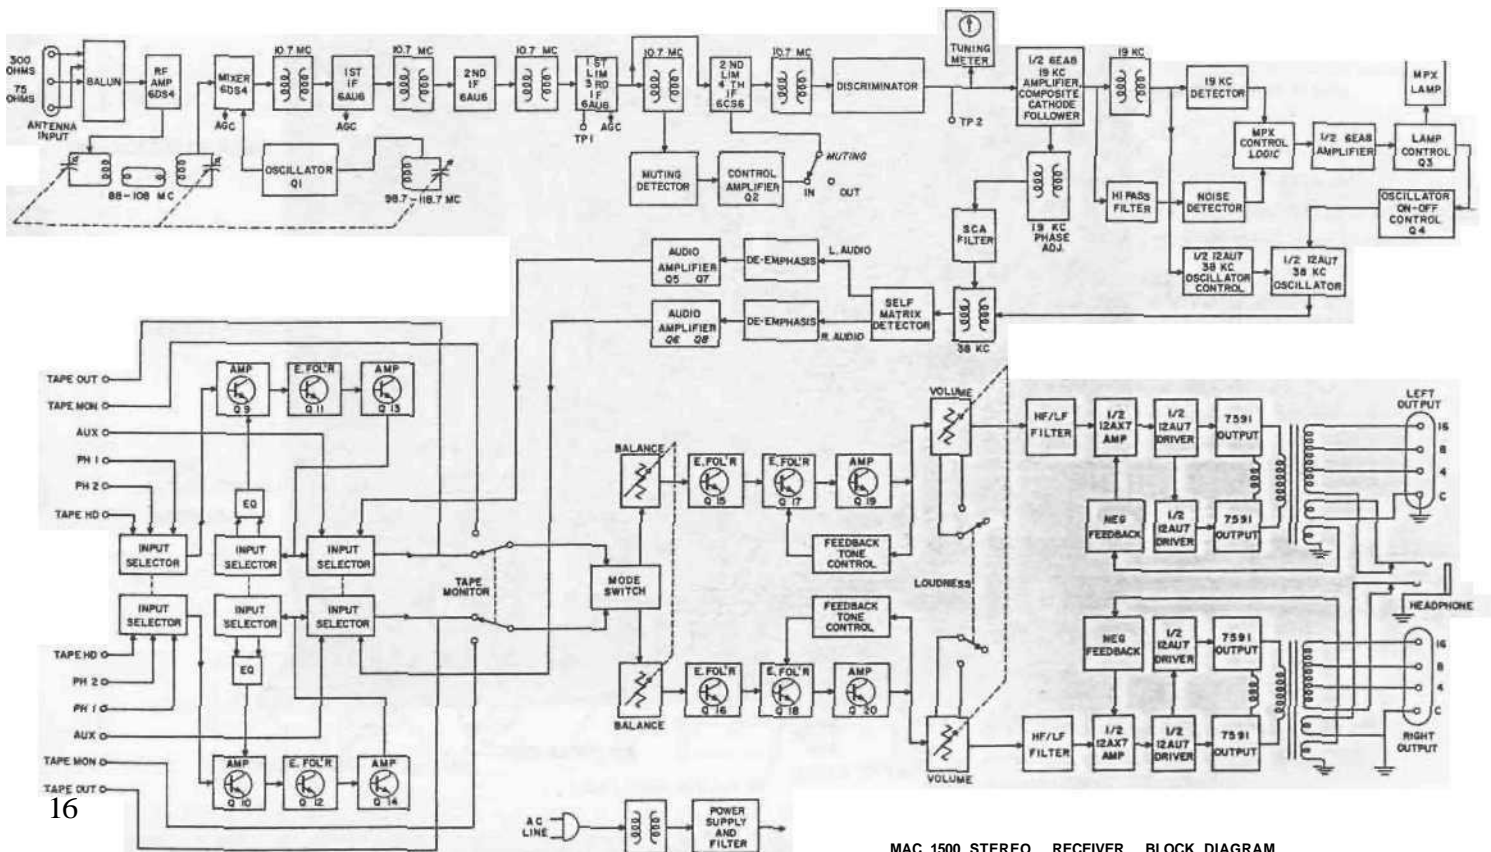 300
OHMS
75
OHMS
ANTENNA
INPUT
BALUN
RF
AMP
6DS4
MIXER
6DS4
AGC
10.7 MC
1ST
IF
6AU6
AGC
10.7 MC
2ND
IF
6AU6
10.7 MC
1ST
LIM
3RD
IF
6AU6
TP1
AGC
10.7 MC
2ND
LIM
4TH
IF
6CS6
10.7 MC
DISCRIMINATOR
TUNING
METER
TP2
1/2 6EA8
19 KC
AMPLIFIER
COMPOSITE
CATHODE
FOLLOWER
19 KC
19 KC
DETECTOR
MPX
LAMP
MPX
CONTROL
LOGIC
1/2 6EA8
AMPLIFIER
LAMP
CONTROL
Q3
88-108 MC
OSCILLATOR
Q1
98.7-118.7 MC
MUTING
DETECTOR
CONTROL
AMPLIFIER
Q2
MUTING
IN
OUT
19 KC
PHASE
ADJ.
HI PASS
FILTER
NOISE
DETECTOR
OSCILLATOR
ON-OFF
CONTROL
Q4
SCA
FILTER
1/2 12AU7
38 KC
OSCILLATOR
CONTROL
1/2 12AU7
38 KC
OSCILLATOR
AUDIO
AMPLIFIER
Q5 Q7
DE-EMPHASIS
L. AUDIO
AUDIO
AMPLIFIER
Q6 Q8
DE-EMPHASIS
R. AUDIO
SELF
MATRIX
DETECTOR
38 KC
TAPE OUT
TAPE MON
AUX
PH 1
PH 2
TAPE HD
AMP
Q 9
E. FOL'R
Q 11
AMP
Q 13
EQ
INPUT
SELECTOR
INPUT
SELECTOR
INPUT
SELECTOR
TAPE
MONITOR
MODE
SWITCH
BALANCE
E. FOL'R
Q 15
E. FOL'R
Q 17
AMP
Q 19
FEEDBACK
TONE
CONTROL
VOLUME
LOUDNESS
HF/LF
FILTER
1/2
12AX7
AMP
1/2
12AU7
DRIVER
7591
OUTPUT
NEG
FEEDBACK
1/2
12AU7
DRIVER
7591
OUTPUT
LEFT
OUTPUT
16
8
4
C
HEADPHONE
INPUT
SELECTOR
INPUT
SELECTOR
INPUT
SELECTOR
TAPE HD
PH 2
PH 1
AUX
TAPE MON
TAPE OUT
EQ
AMP
Q 10
E. FOL'R
Q 12
AMP
Q 14
FEEDBACK
TONE
CONTROL
BALANCE
E. FOL'R
Q 16
E. FOL'R
Q 18
AMP
Q 20
VOLUME
NEG
FEEDBACK
1/2
12AU7
DRIVER
7591
OUTPUT
HF/LF
FILTER
1/2
12AX7
AMP
1/2
12AU7
DRIVER
7591
OUTPUT
16
8
4
C
RIGHT
OUTPUT
16
AC
LINE
POWER
SUPPLY
AND
FILTER
MAC 1500 STEREO RECEIVER BLOCK DIAGRAM